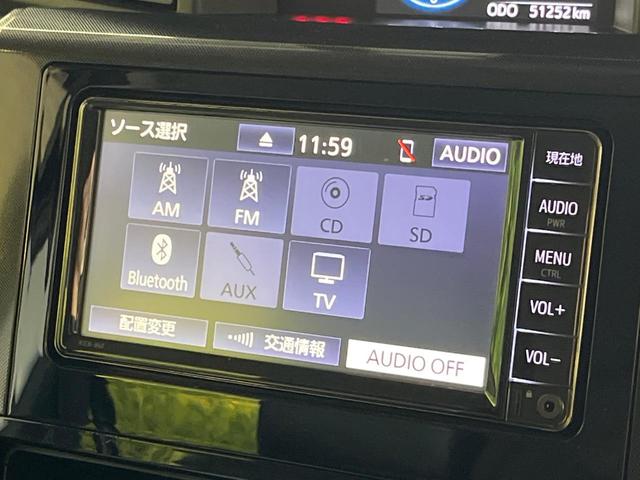 ODO 51252km
ソース選択
11:59
AUDIO
AM
FM
CD
SD
Bluetooth
AUX
TV
配置変更
交通情報
AUDIO OFF
現在地
AUDIO
PWR
MENU
CTRL
VOL+
VOL-